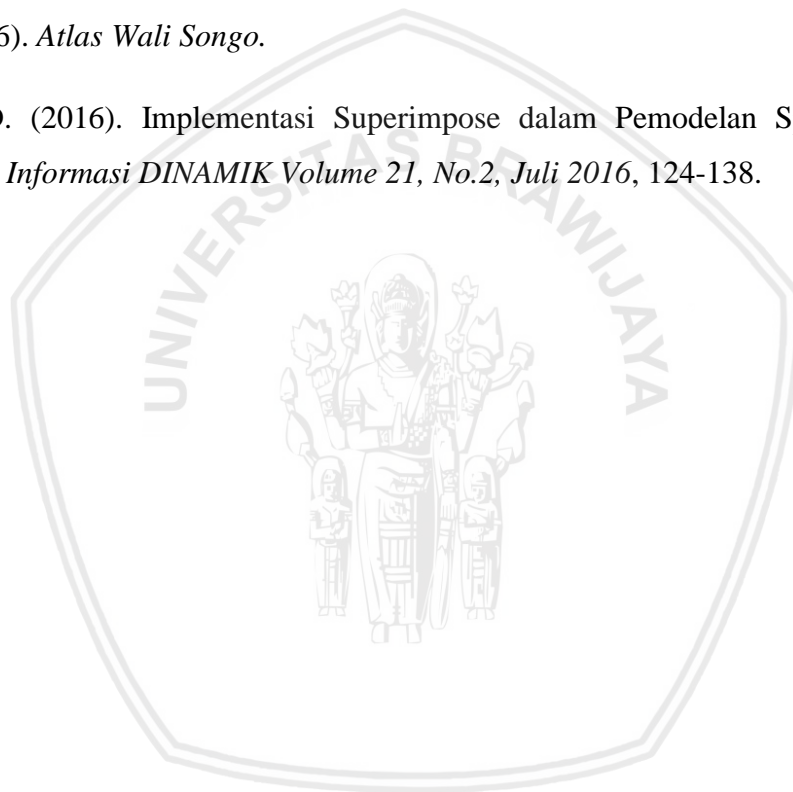 6). Atlas Wali Songo.
D. (2016). Implementasi Superimpose dalam Pemodelan S
Informasi DINAMIK Volume 21, No.2, Juli 2016, 124-138.
UNIVERSITAS BRAWIJAYA